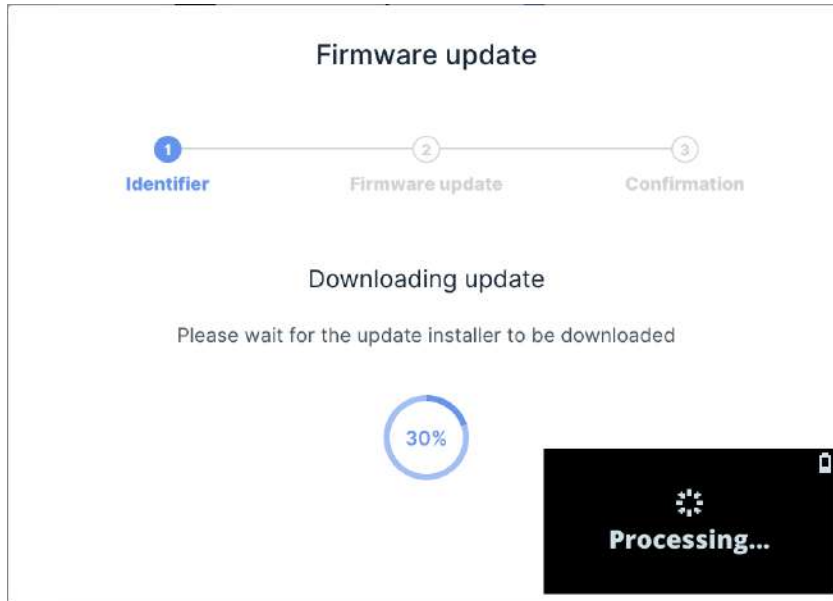 Firmware update
1
2
3
Identifier
Firmware update
Confirmation
Downloading update
Please wait for the update installer to be downloaded
30%
Processing...